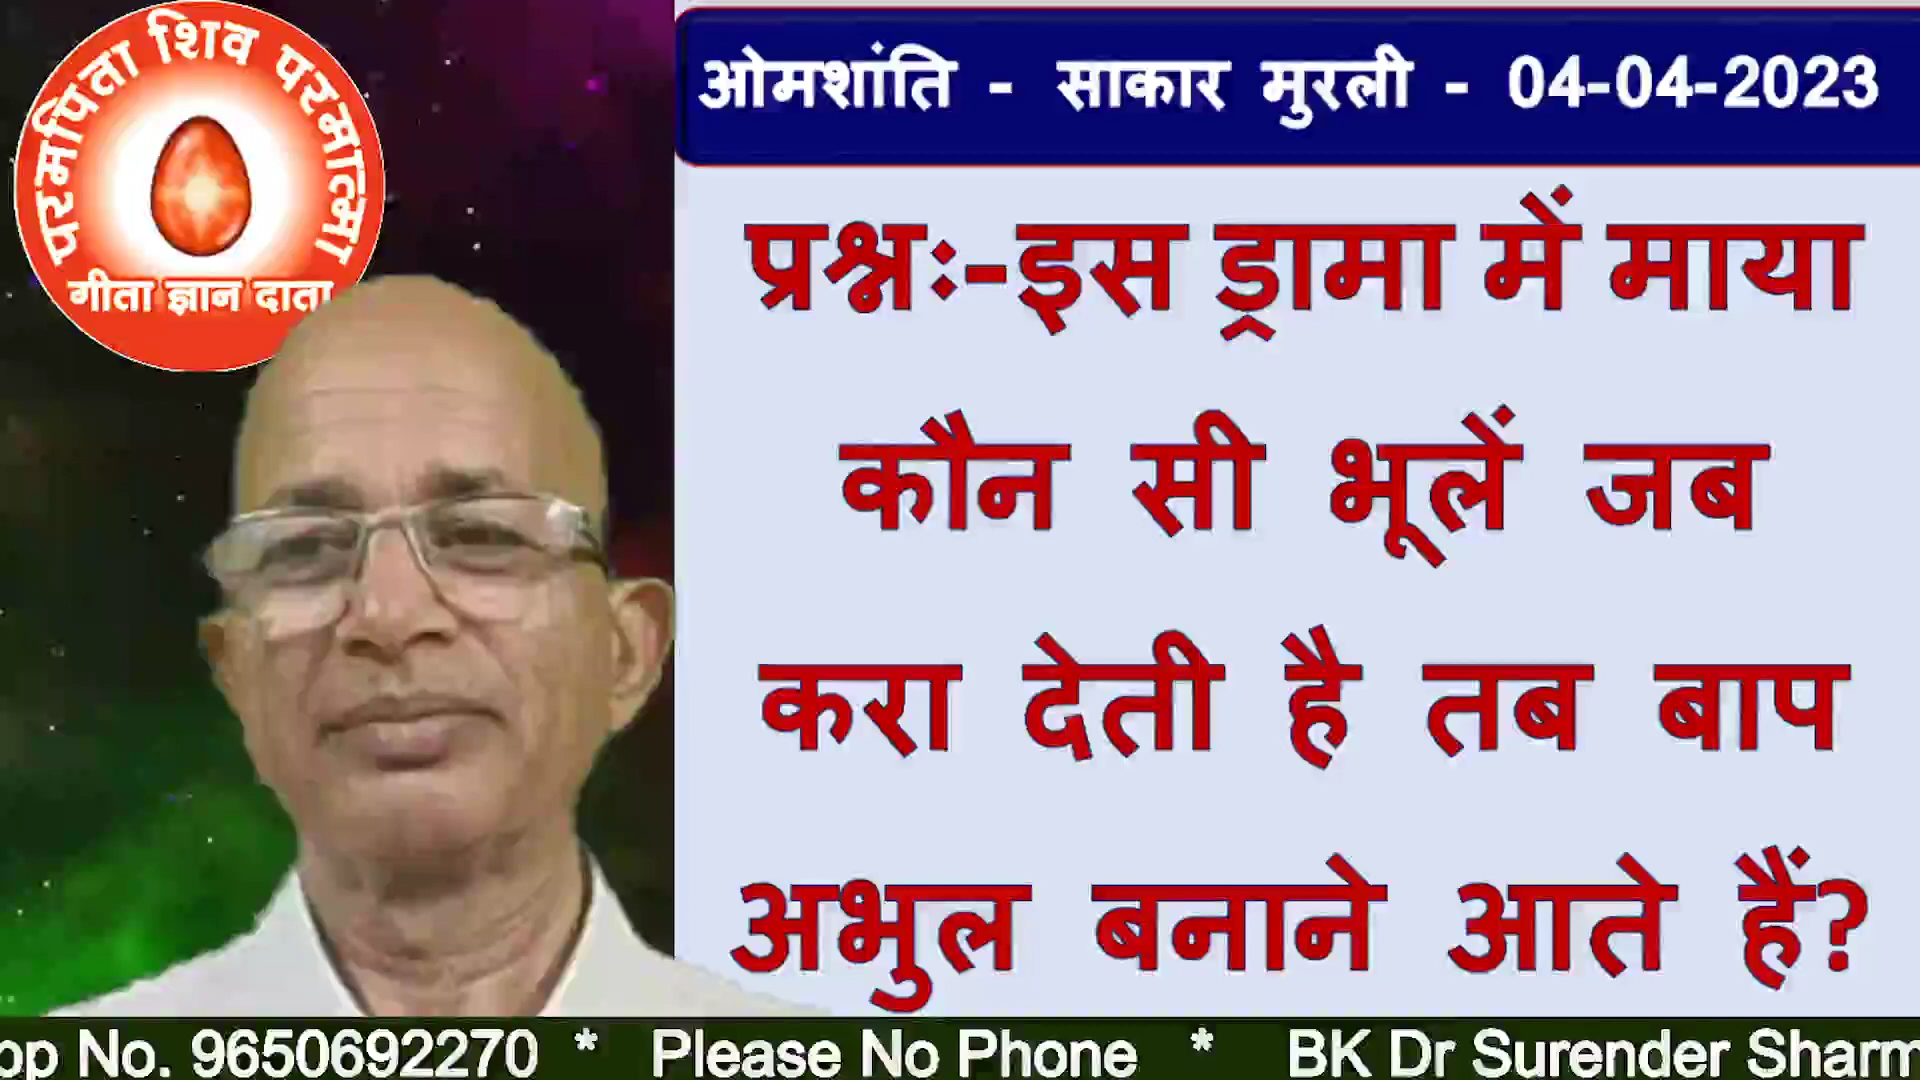 परमपिता शिव परमात्मा
गीता ज्ञान दाता
ओमशांति - साकार मुरली - 04-04-2023
प्रश्नः-इस ड्रामा में माया
कौन सी भूलें जब
करा देती है तब बाप
अभुल बनाने आते हैं?
pp No. 9650692270 * Please No Phone * BK Dr Surender Sharm